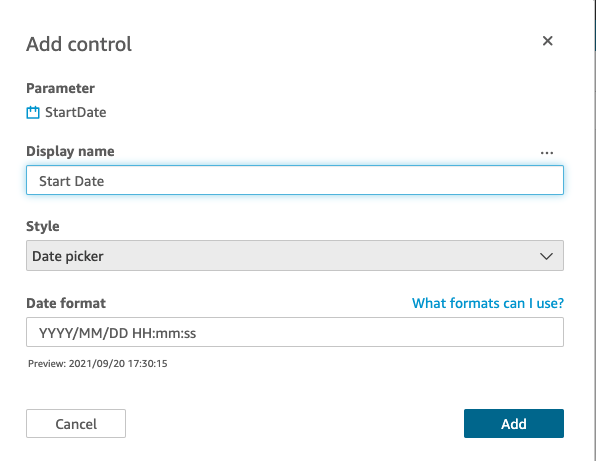 Add control
Parameter
StartDate
Display name
Start Date
Style
Date picker
Date format What formats can I use?
YYYY/MM/DD HH:mm:ss
Preview: 2021/09/20 17:30:15
Cancel Add